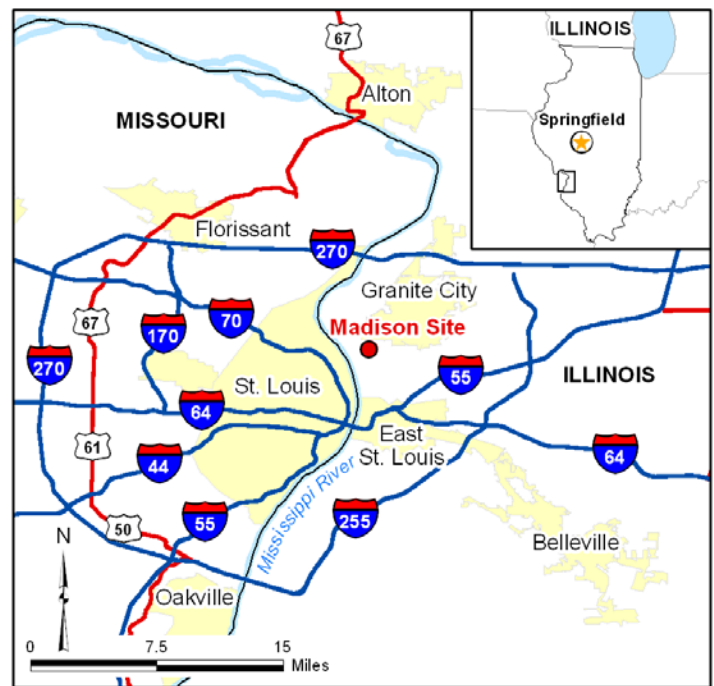 67
ILLINOIS
Alton
MISSOURI
Springfield
Florissant
270
Granite City
67
170
70
Madison Site
270
55
ILLINOIS
St. Louis
64
East
St. Louis
61
44
64
Mississippi River
55
255
50
N
Belleville
Oakville
0 7.5 15
Miles